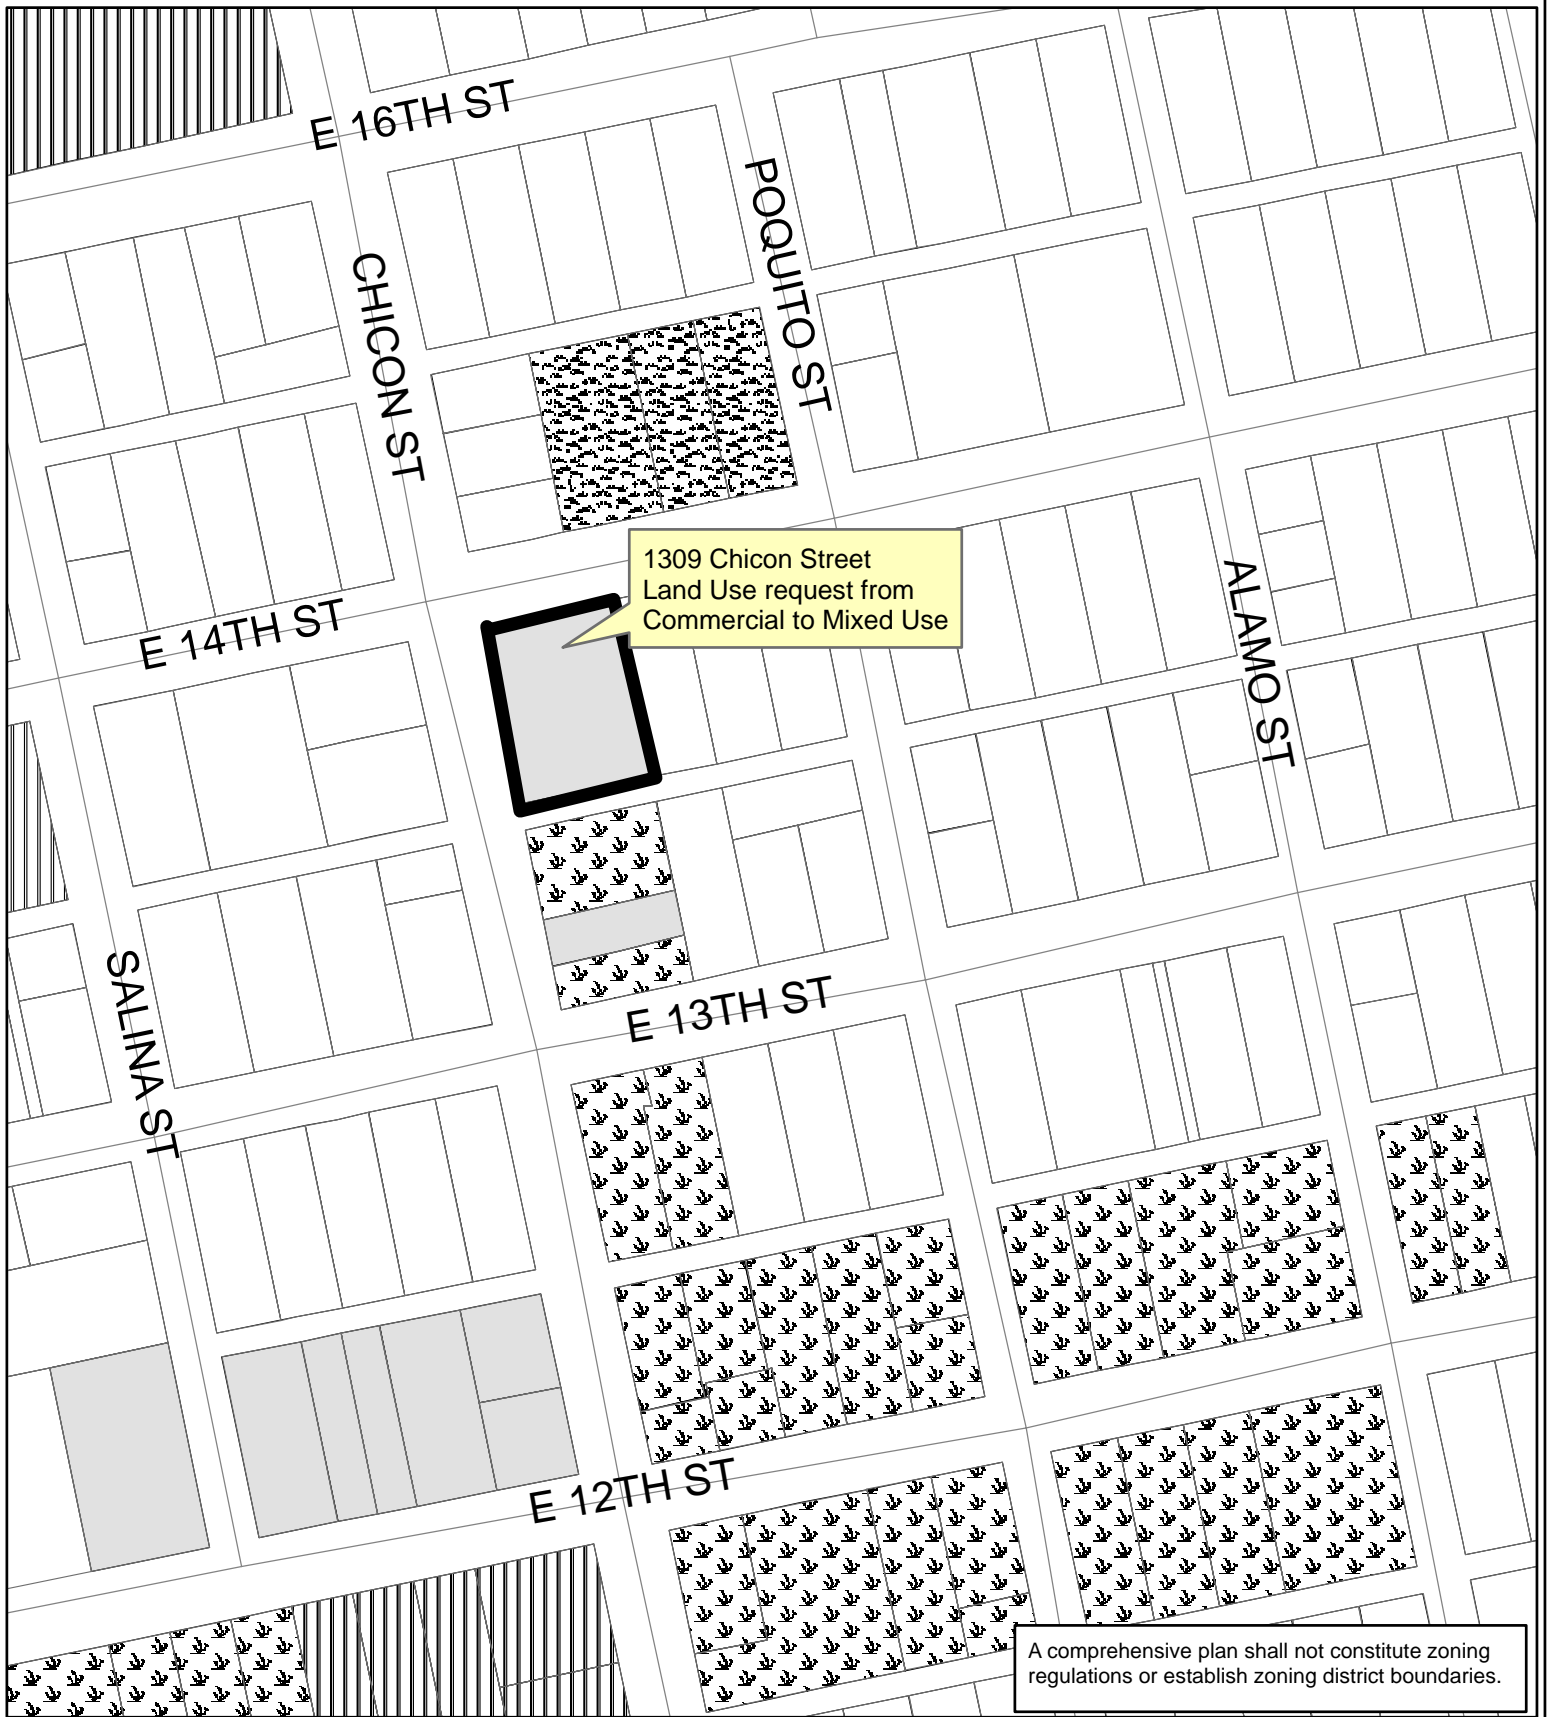 E 16TH ST
POQUITO ST
CHICON ST
1309 Chicon Street
Land Use request from
Commercial to Mixed Use
ALAMO ST
E 14TH ST
SALINA ST
E 13TH ST
E 12TH ST
A comprehensive plan shall not constitute zoning
regulations or establish zoning district boundaries.